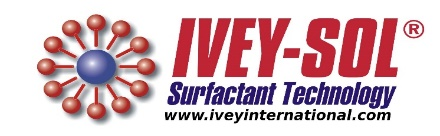 IVEY-SOL®
Surfactant Technology
www.iveyinternational.com